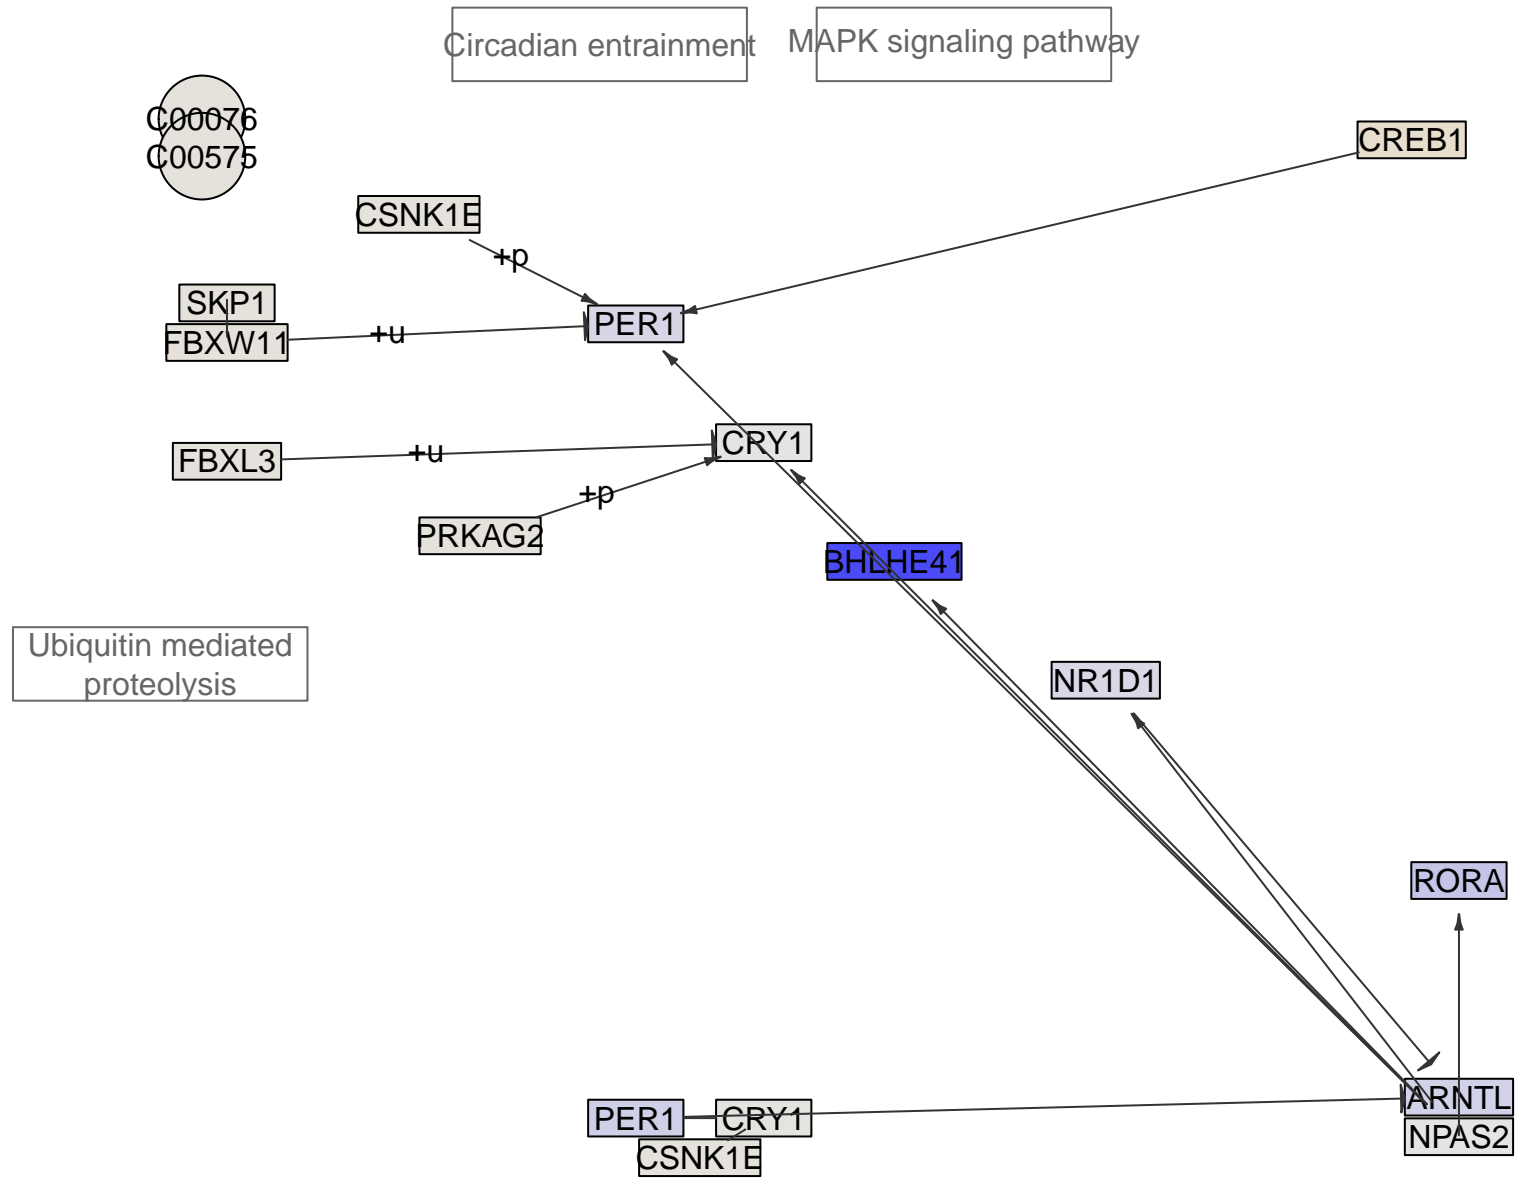 Circadian entrainment
MAPK signaling pathway
C00076
C00575
CREB1
CSNK1E
+p
SKP1
PER1
FBXW11
+u
CRY1
FBXL3
+u
+p
PRKAG2
BHLHE41
Ubiquitin mediated
proteolysis
NR1D1
RORA
ARNTL
PER1
CRY1
NPAS2
CSNK1E